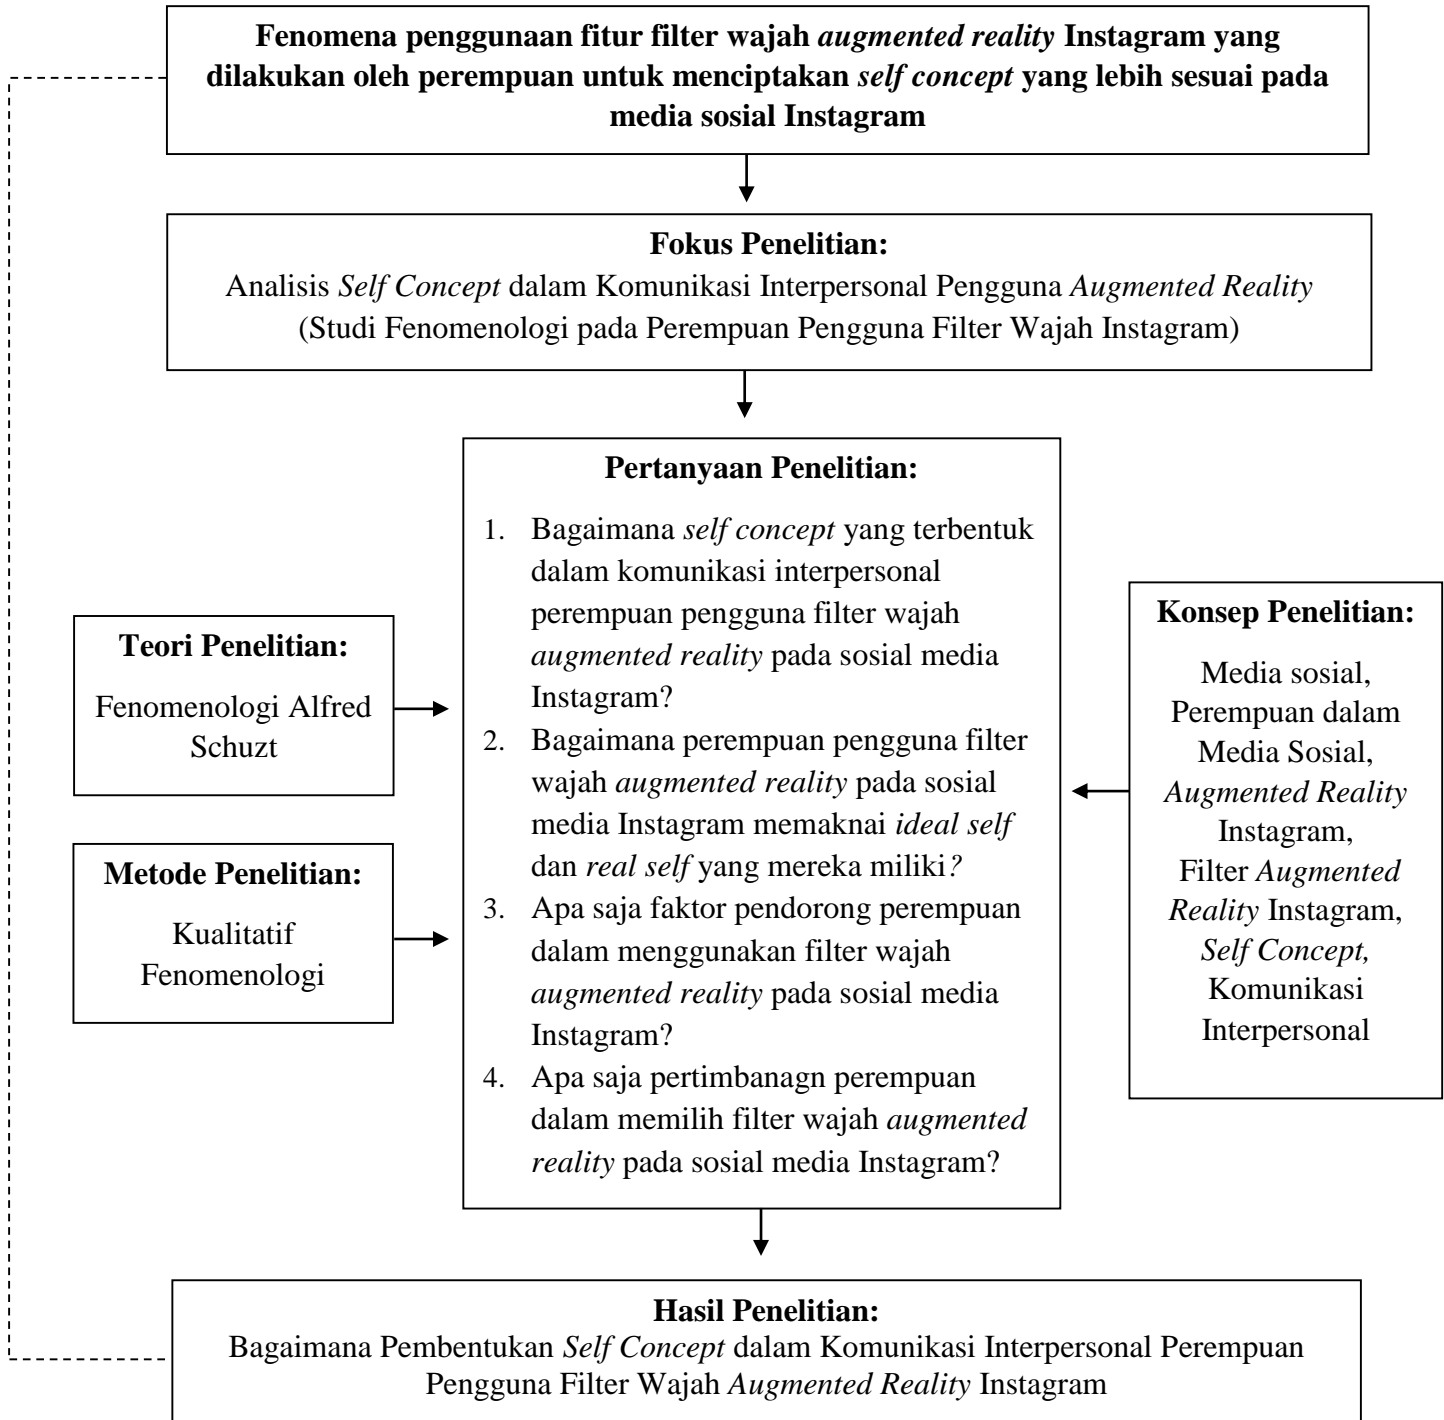 Fenomena penggunaan fitur filter wajah augmented reality Instagram yang
dilakukan oleh perempuan untuk menciptakan self concept yang lebih sesuai pada
media sosial Instagram
Fokus Penelitian:
Analisis Self Concept dalam Komunikasi Interpersonal Pengguna Augmented Reality
(Studi Fenomenologi pada Perempuan Pengguna Filter Wajah Instagram)
Teori Penelitian:
Fenomenologi Alfred
Schuzt
Metode Penelitian:
Kualitatif
Fenomenologi
Pertanyaan Penelitian:
1. Bagaimana self concept yang terbentuk
dalam komunikasi interpersonal
perempuan pengguna filter wajah
augmented reality pada sosial media
Instagram?
2. Bagaimana perempuan pengguna filter
wajah augmented reality pada sosial
media Instagram memaknai ideal self
dan real self yang mereka miliki?
3. Apa saja faktor pendorong perempuan
dalam menggunakan filter wajah
augmented reality pada sosial media
Instagram?
4. Apa saja pertimbanagn perempuan
dalam memilih filter wajah augmented
reality pada sosial media Instagram?
Konsep Penelitian:
Media sosial,
Perempuan dalam
Media Sosial,
Augmented Reality
Instagram,
Filter Augmented
Reality Instagram,
Self Concept,
Komunikasi
Interpersonal
Hasil Penelitian:
Bagaimana Pembentukan Self Concept dalam Komunikasi Interpersonal Perempuan
Pengguna Filter Wajah Augmented Reality Instagram